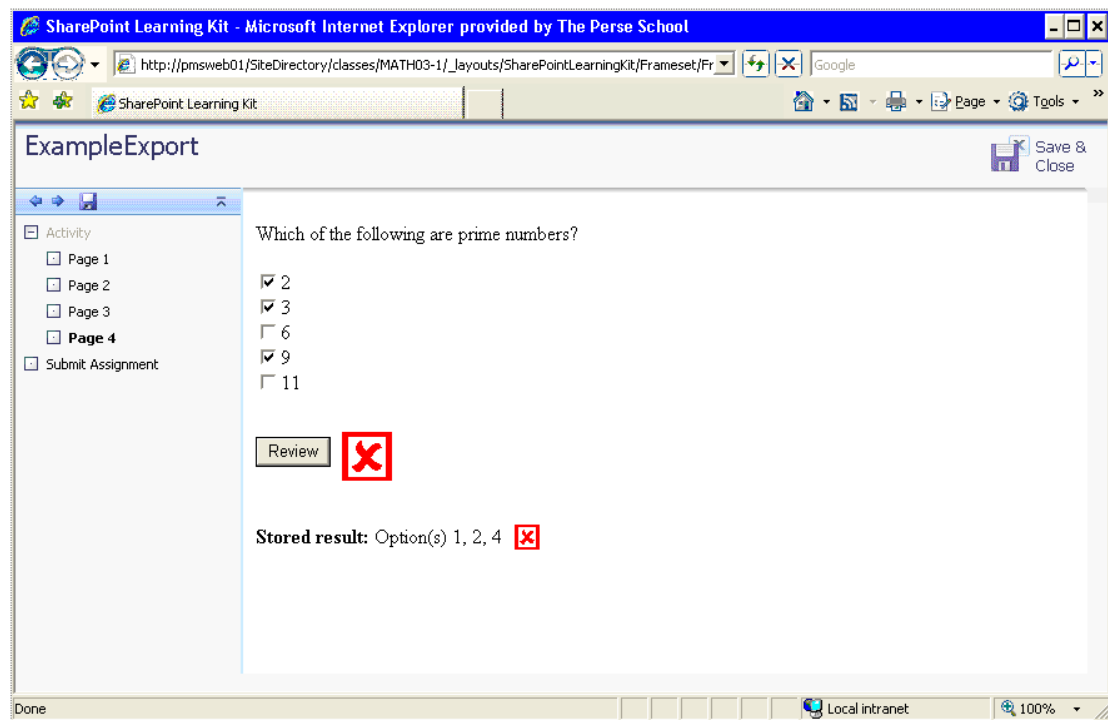 SharePoint Learning Kit - Microsoft Internet Explorer provided by The Perse School
http://pmsweb01/SiteDirectory/classes/MATH03-1/_layouts/SharePointLearningKit/Frameset/Fr
Google
SharePoint Learning Kit
Page
Tools
»
ExampleExport
Save &
Close
Activity
Page 1
Page 2
Page 3
Page 4
Submit Assignment
Which of the following are prime numbers?
2
3
6
9
11
Review
Stored result: Option(s) 1, 2, 4
Done
Local intranet
100%